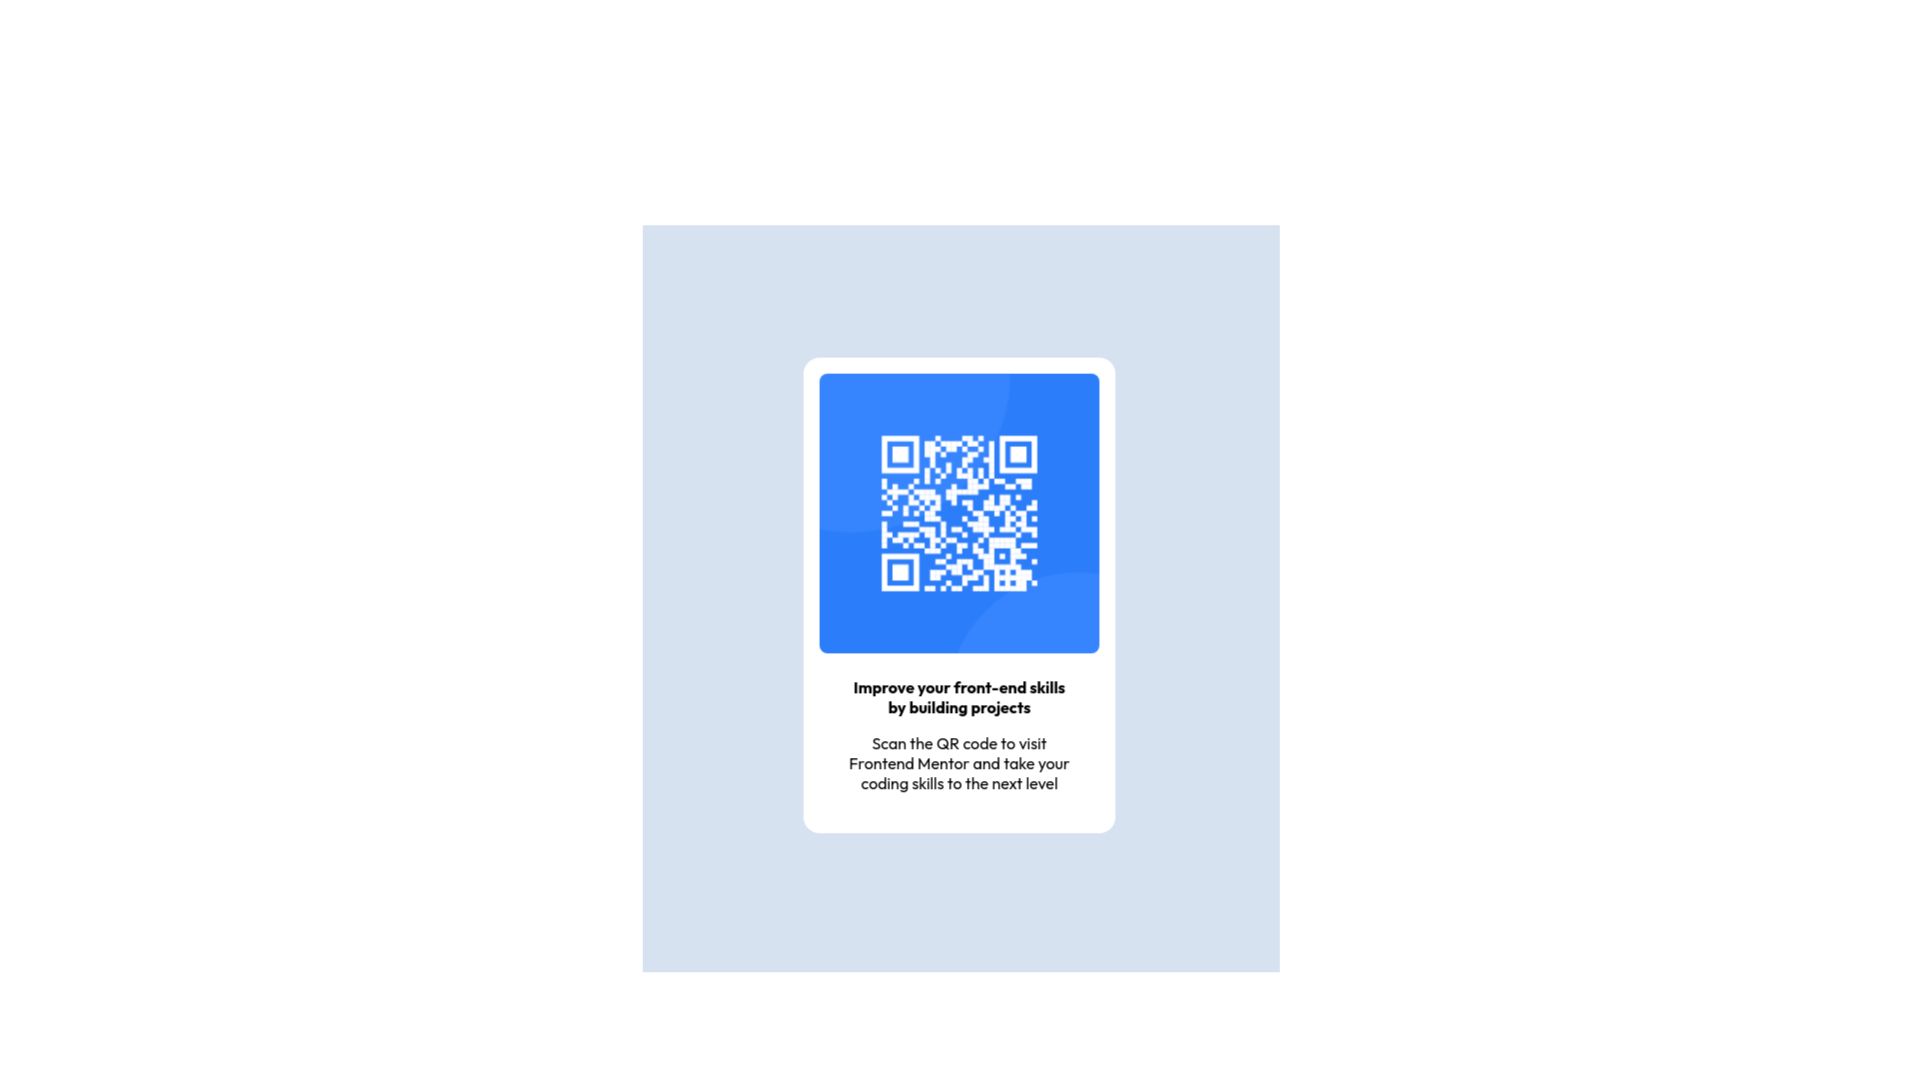 Improve your front-end skills
by building projects
Scan the QR code to visit
Frontend Mentor and take your
coding skills to the next level